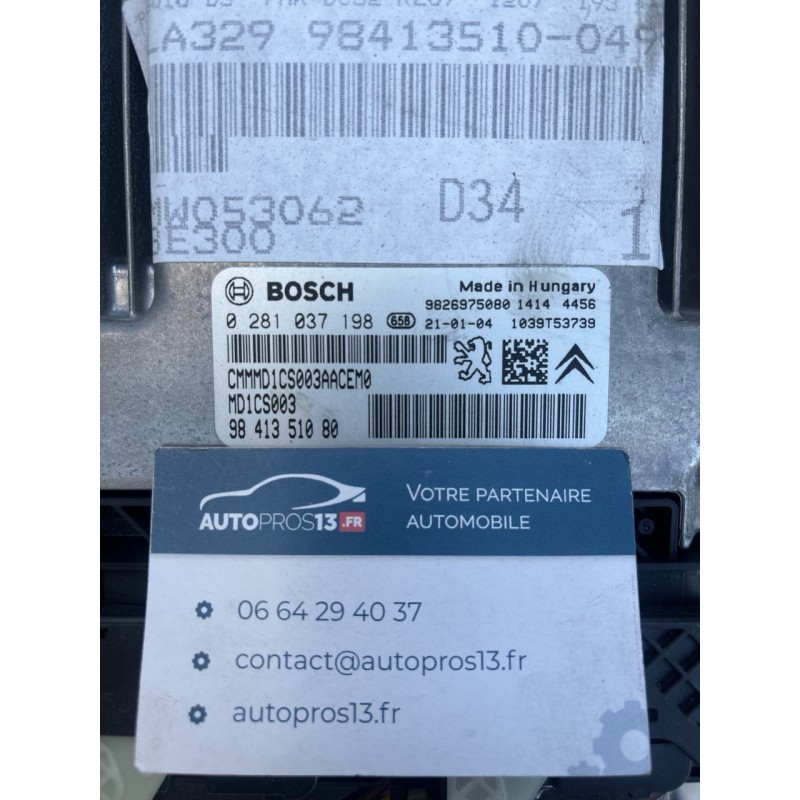 LA329 98413510-049
MW053062
D34
1
BE300
BOSCH
Made in Hungary
9826975080 1414 4456
0 281 037 198 65B 21-01-04 1039T53739
CMMMD1CS003AACEM0
MD1CS003
98 413 510 80
AUTOPROS13.FR
VOTRE PARTENAIRE
AUTOMOBILE
06 64 29 40 37
contact@autopros13.fr
autopros13.fr